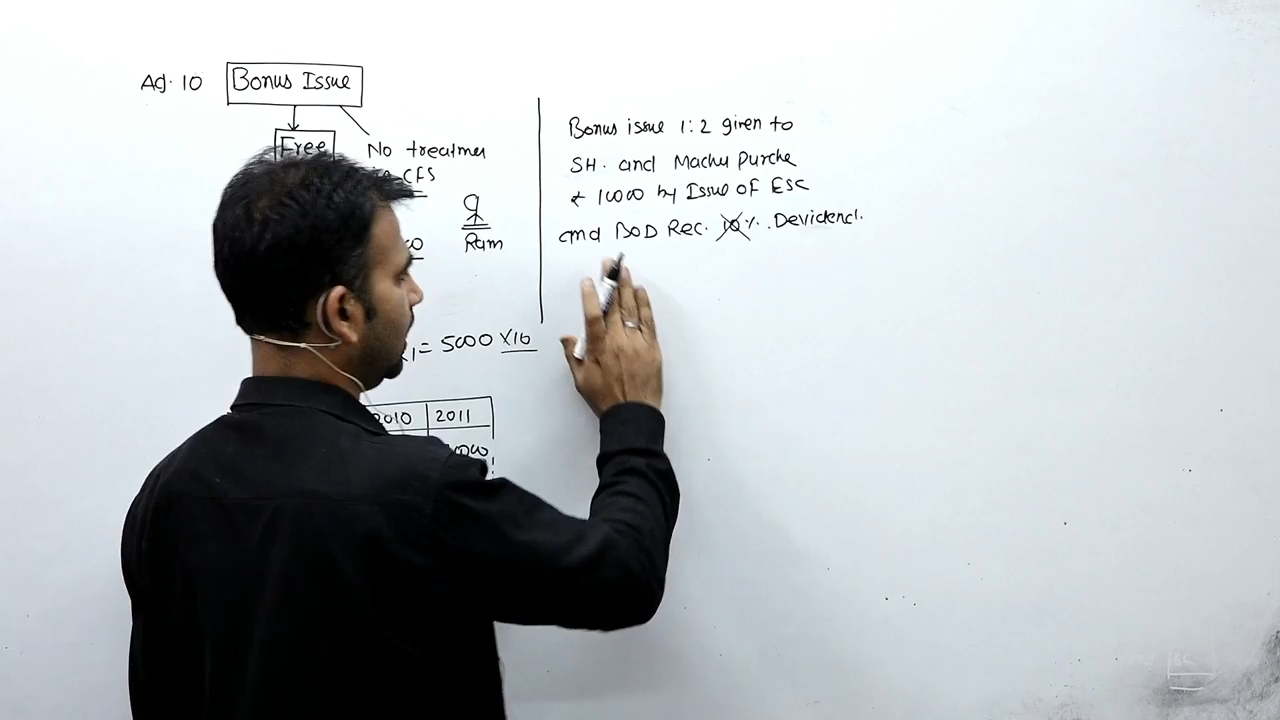 Adj. 10 Bonus Issue
Free No treatmen
CFS
Ram
= 5000 X10
2010 2011
Bonus issue 1:2 given to
SH. and Machu Purche
₹ 10000 by Issue of ESC
and BOD Rec. 10%. Devidend.